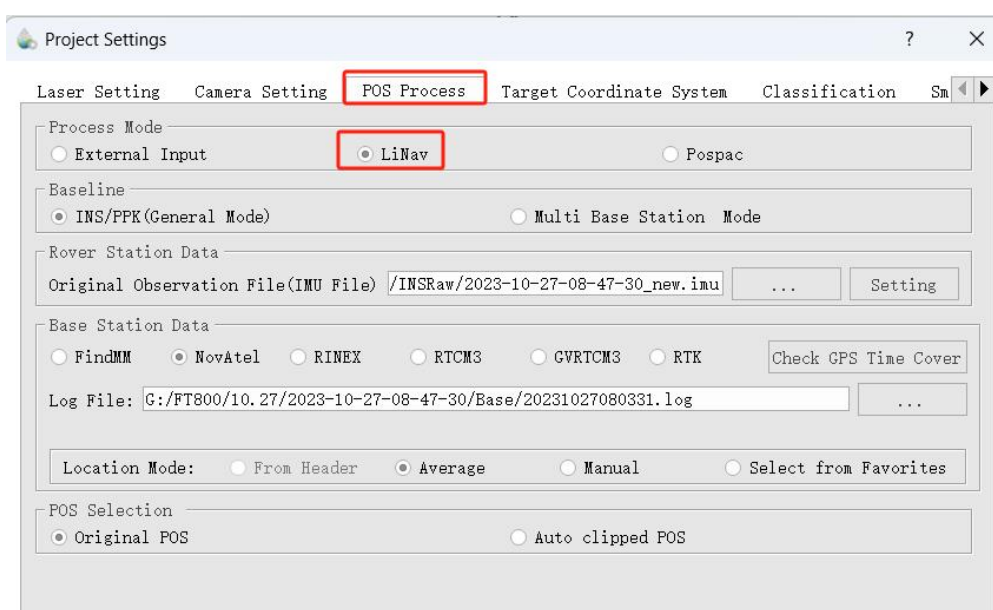 Project Settings ? ×
Laser Setting Camera Setting POS Process Target Coordinate System Classification Sm
Process Mode
External Input LiNav Pospac
Baseline
INS/PPK(General Mode) Multi Base Station Mode
Rover Station Data
Original Observation File(IMU File) /INSRaw/2023-10-27-08-47-30_new.imu ... Setting
Base Station Data
FindMM NovAtel RINEX RTCM3 GVRTCM3 RTK Check GPS Time Cover
Log File: G:/FT800/10.27/2023-10-27-08-47-30/Base/20231027080331.log ...
Location Mode: From Header Average Manual Select from Favorites
POS Selection
Original POS Auto clipped POS